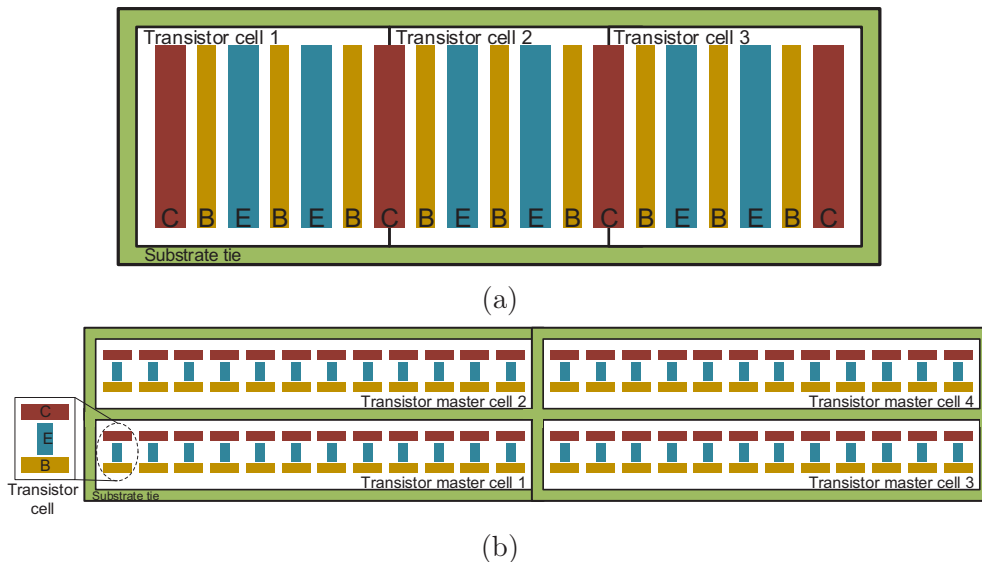 Transistor cell 1 Transistor cell 2 Transistor cell 3
C B E B E B C B E B E B C B E B E B C
Substrate tie
(a)
Transistor master cell 2 Transistor master cell 4
C
E
B
Transistor
cell
Transistor master cell 1 Transistor master cell 3
Substrate tie
(b)